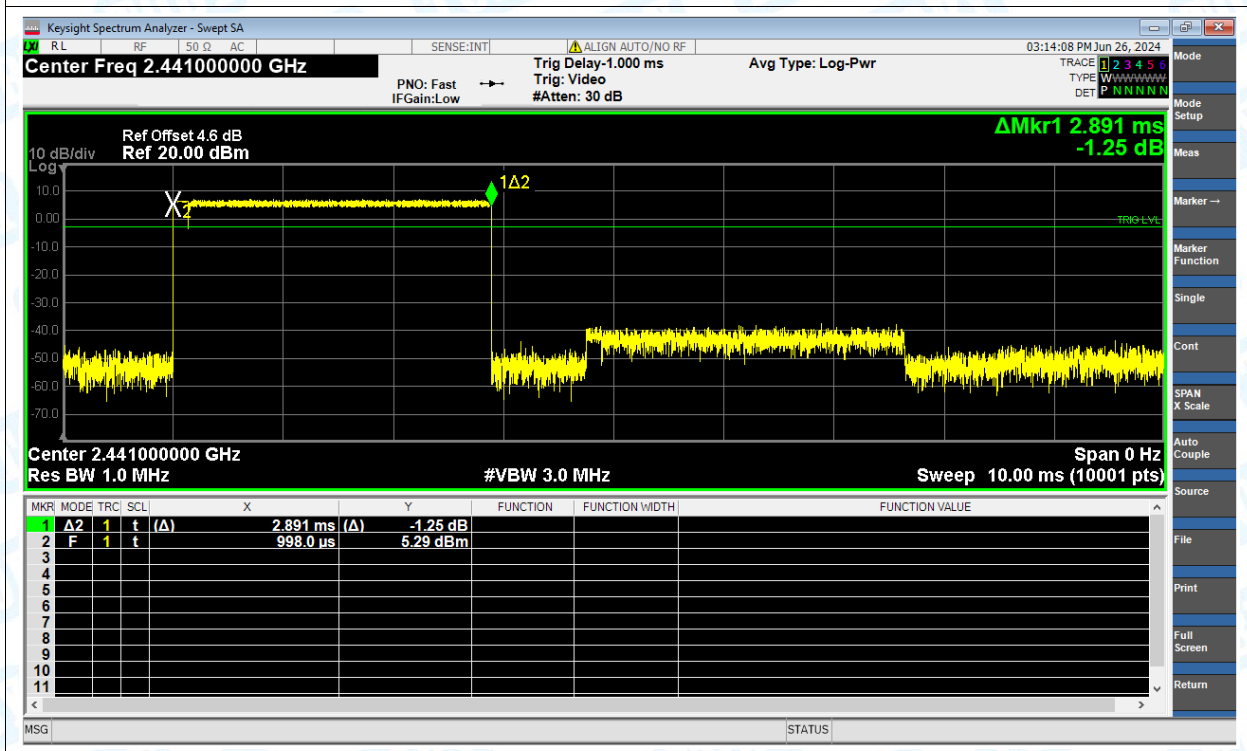 Keysight Spectrum Analyzer - Swept SA
LXI RL RF 50 Ω AC SENSE:INT ALIGN AUTO/NO RF 03:14:08 PM Jun 26, 2024
Center Freq 2.441000000 GHz
PNO: Fast
IFGain:Low
Trig Delay-1.000 ms
Trig: Video
#Atten: 30 dB
Avg Type: Log-Pwr
TRACE 1 2 3 4 5 6
TYPE WWWWWW
DET P N N N N N
ΔMkr1 2.891 ms
-1.25 dB
Ref Offset 4.6 dB
10 dB/div Ref 20.00 dBm
Log
10.0
0.00
-10.0
-20.0
-30.0
-40.0
-50.0
-60.0
-70.0
1Δ2
2
TRIG LVL
Center 2.441000000 GHz Span 0 Hz
Res BW 1.0 MHz #VBW 3.0 MHz Sweep 10.00 ms (10001 pts)
MKR MODE TRC SCL X Y FUNCTION FUNCTION WIDTH FUNCTION VALUE
1 Δ2 1 t (Δ) 2.891 ms (Δ) -1.25 dB
2 F 1 t 998.0 µs 5.29 dBm
3
4
5
6
7
8
9
10
11
MSG STATUS
Mode
Mode
Setup
Meas
Marker →
Marker
Function
Single
Cont
SPAN
X Scale
Auto
Couple
Source
File
Print
Full
Screen
Return